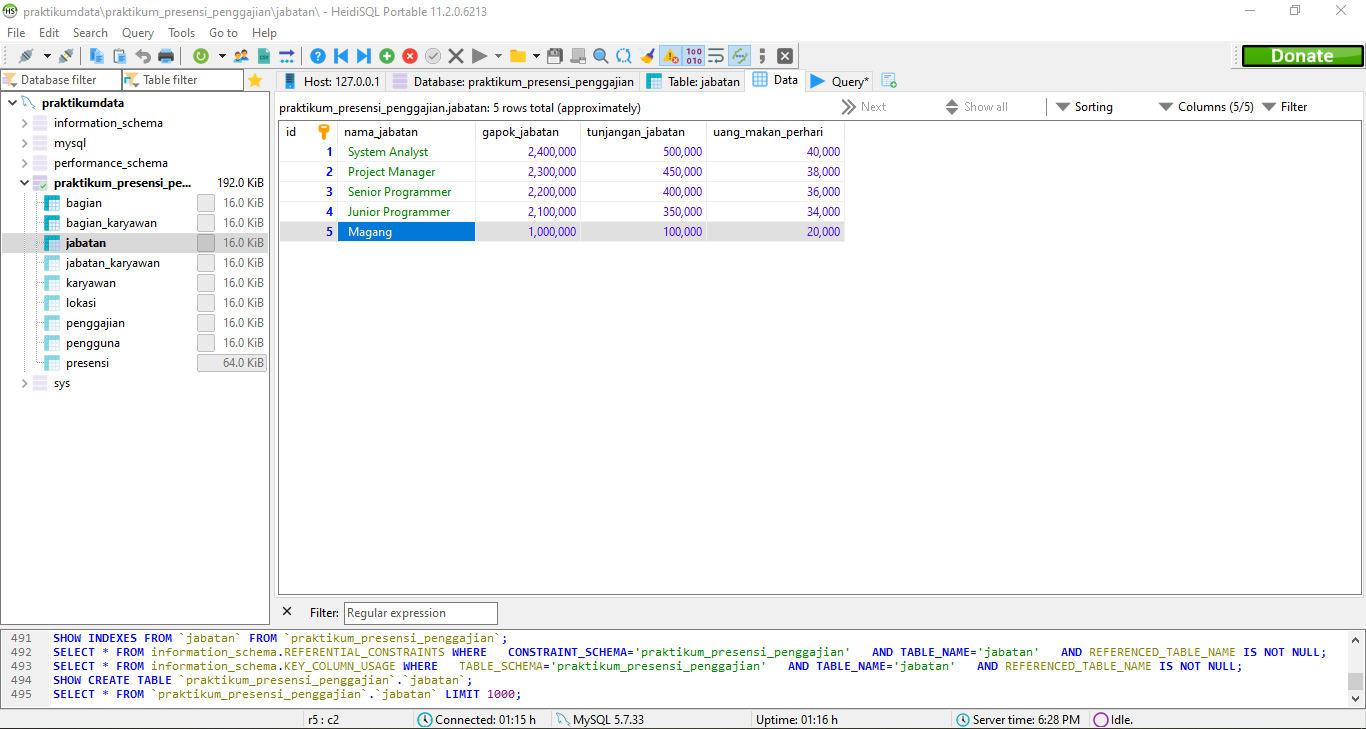 praktikumdata\praktikum_presensi_penggajian\jabatan\ - HeidiSQL Portable 11.2.0.6213
File Edit Search Query Tools Go to Help
Donate
Database filter Table filter
Host: 127.0.0.1 Database: praktikum_presensi_penggajian Table: jabatan Data Query*
praktikumdata
information_schema
mysql
performance_schema
praktikum_presensi_pe... 192.0 KiB
bagian 16.0 KiB
bagian_karyawan 16.0 KiB
jabatan 16.0 KiB
jabatan_karyawan 16.0 KiB
karyawan 16.0 KiB
lokasi 16.0 KiB
penggajian 16.0 KiB
pengguna 16.0 KiB
presensi 64.0 KiB
sys
praktikum_presensi_penggajian.jabatan: 5 rows total (approximately) Next Show all Sorting Columns (5/5) Filter
id nama_jabatan gapok_jabatan tunjangan_jabatan uang_makan_perhari
1 System Analyst 2,400,000 500,000 40,000
2 Project Manager 2,300,000 450,000 38,000
3 Senior Programmer 2,200,000 400,000 36,000
4 Junior Programmer 2,100,000 350,000 34,000
5 Magang 1,000,000 100,000 20,000
Filter: Regular expression
491 SHOW INDEXES FROM `jabatan` FROM `praktikum_presensi_penggajian`;
492 SELECT * FROM information_schema.REFERENTIAL_CONSTRAINTS WHERE CONSTRAINT_SCHEMA='praktikum_presensi_penggajian' AND TABLE_NAME='jabatan' AND REFERENCED_TABLE_NAME IS NOT NULL;
493 SELECT * FROM information_schema.KEY_COLUMN_USAGE WHERE TABLE_SCHEMA='praktikum_presensi_penggajian' AND TABLE_NAME='jabatan' AND REFERENCED_TABLE_NAME IS NOT NULL;
494 SHOW CREATE TABLE `praktikum_presensi_penggajian`.`jabatan`;
495 SELECT * FROM `praktikum_presensi_penggajian`.`jabatan` LIMIT 1000;
r5 : c2 Connected: 01:15 h MySQL 5.7.33 Uptime: 01:16 h Server time: 6:28 PM Idle.